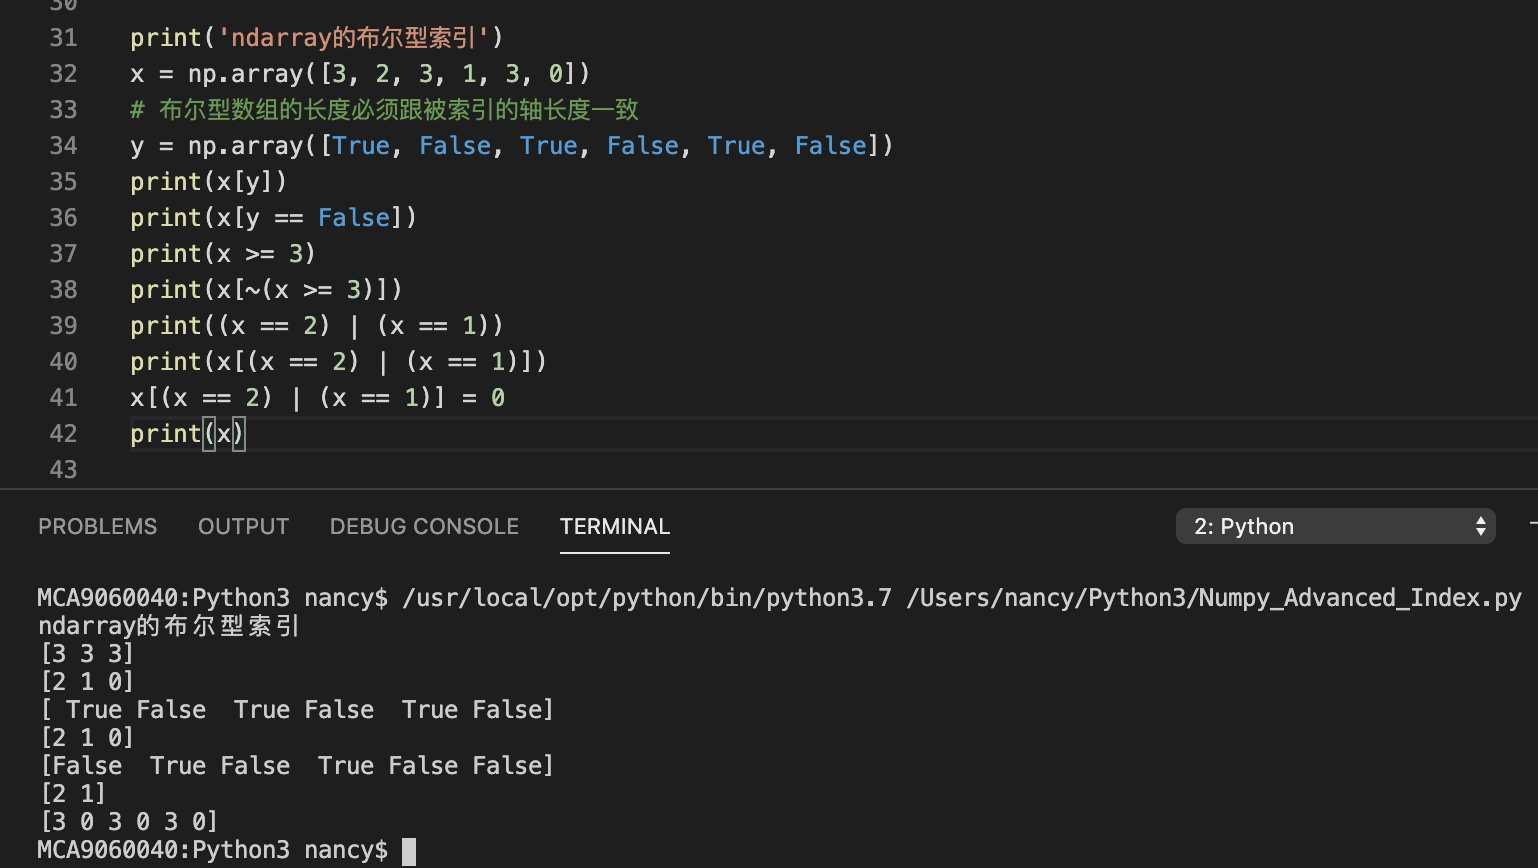 30
31 print('ndarray的布尔型索引')
32 x = np.array([3, 2, 3, 1, 3, 0])
33 # 布尔型数组的长度必须跟被索引的轴长度一致
34 y = np.array([True, False, True, False, True, False])
35 print(x[y])
36 print(x[y == False])
37 print(x >= 3)
38 print(x[~(x >= 3)])
39 print((x == 2) | (x == 1))
40 print(x[(x == 2) | (x == 1)])
41 x[(x == 2) | (x == 1)] = 0
42 print(x)
43
PROBLEMS OUTPUT DEBUG CONSOLE TERMINAL 2: Python
MCA9060040:Python3 nancy$ /usr/local/opt/python/bin/python3.7 /Users/nancy/Python3/Numpy_Advanced_Index.py
ndarray的布尔型索引
[3 3 3]
[2 1 0]
[ True False  True False  True False]
[2 1 0]
[False  True False  True False False]
[2 1]
[3 0 3 0 3 0]
MCA9060040:Python3 nancy$